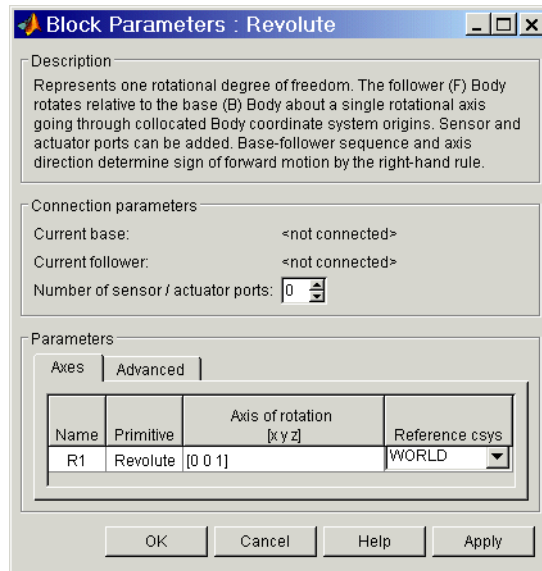 Block Parameters : Revolute
Description
Represents one rotational degree of freedom. The follower (F) Body
rotates relative to the base (B) Body about a single rotational axis
going through collocated Body coordinate system origins. Sensor and
actuator ports can be added. Base-follower sequence and axis
direction determine sign of forward motion by the right-hand rule.
Connection parameters
Current base: <not connected>
Current follower: <not connected>
Number of sensor / actuator ports: 0
Parameters
Axes Advanced
Name Primitive Axis of rotation [x y z] Reference csys
R1 Revolute [0 0 1] WORLD
OK Cancel Help Apply